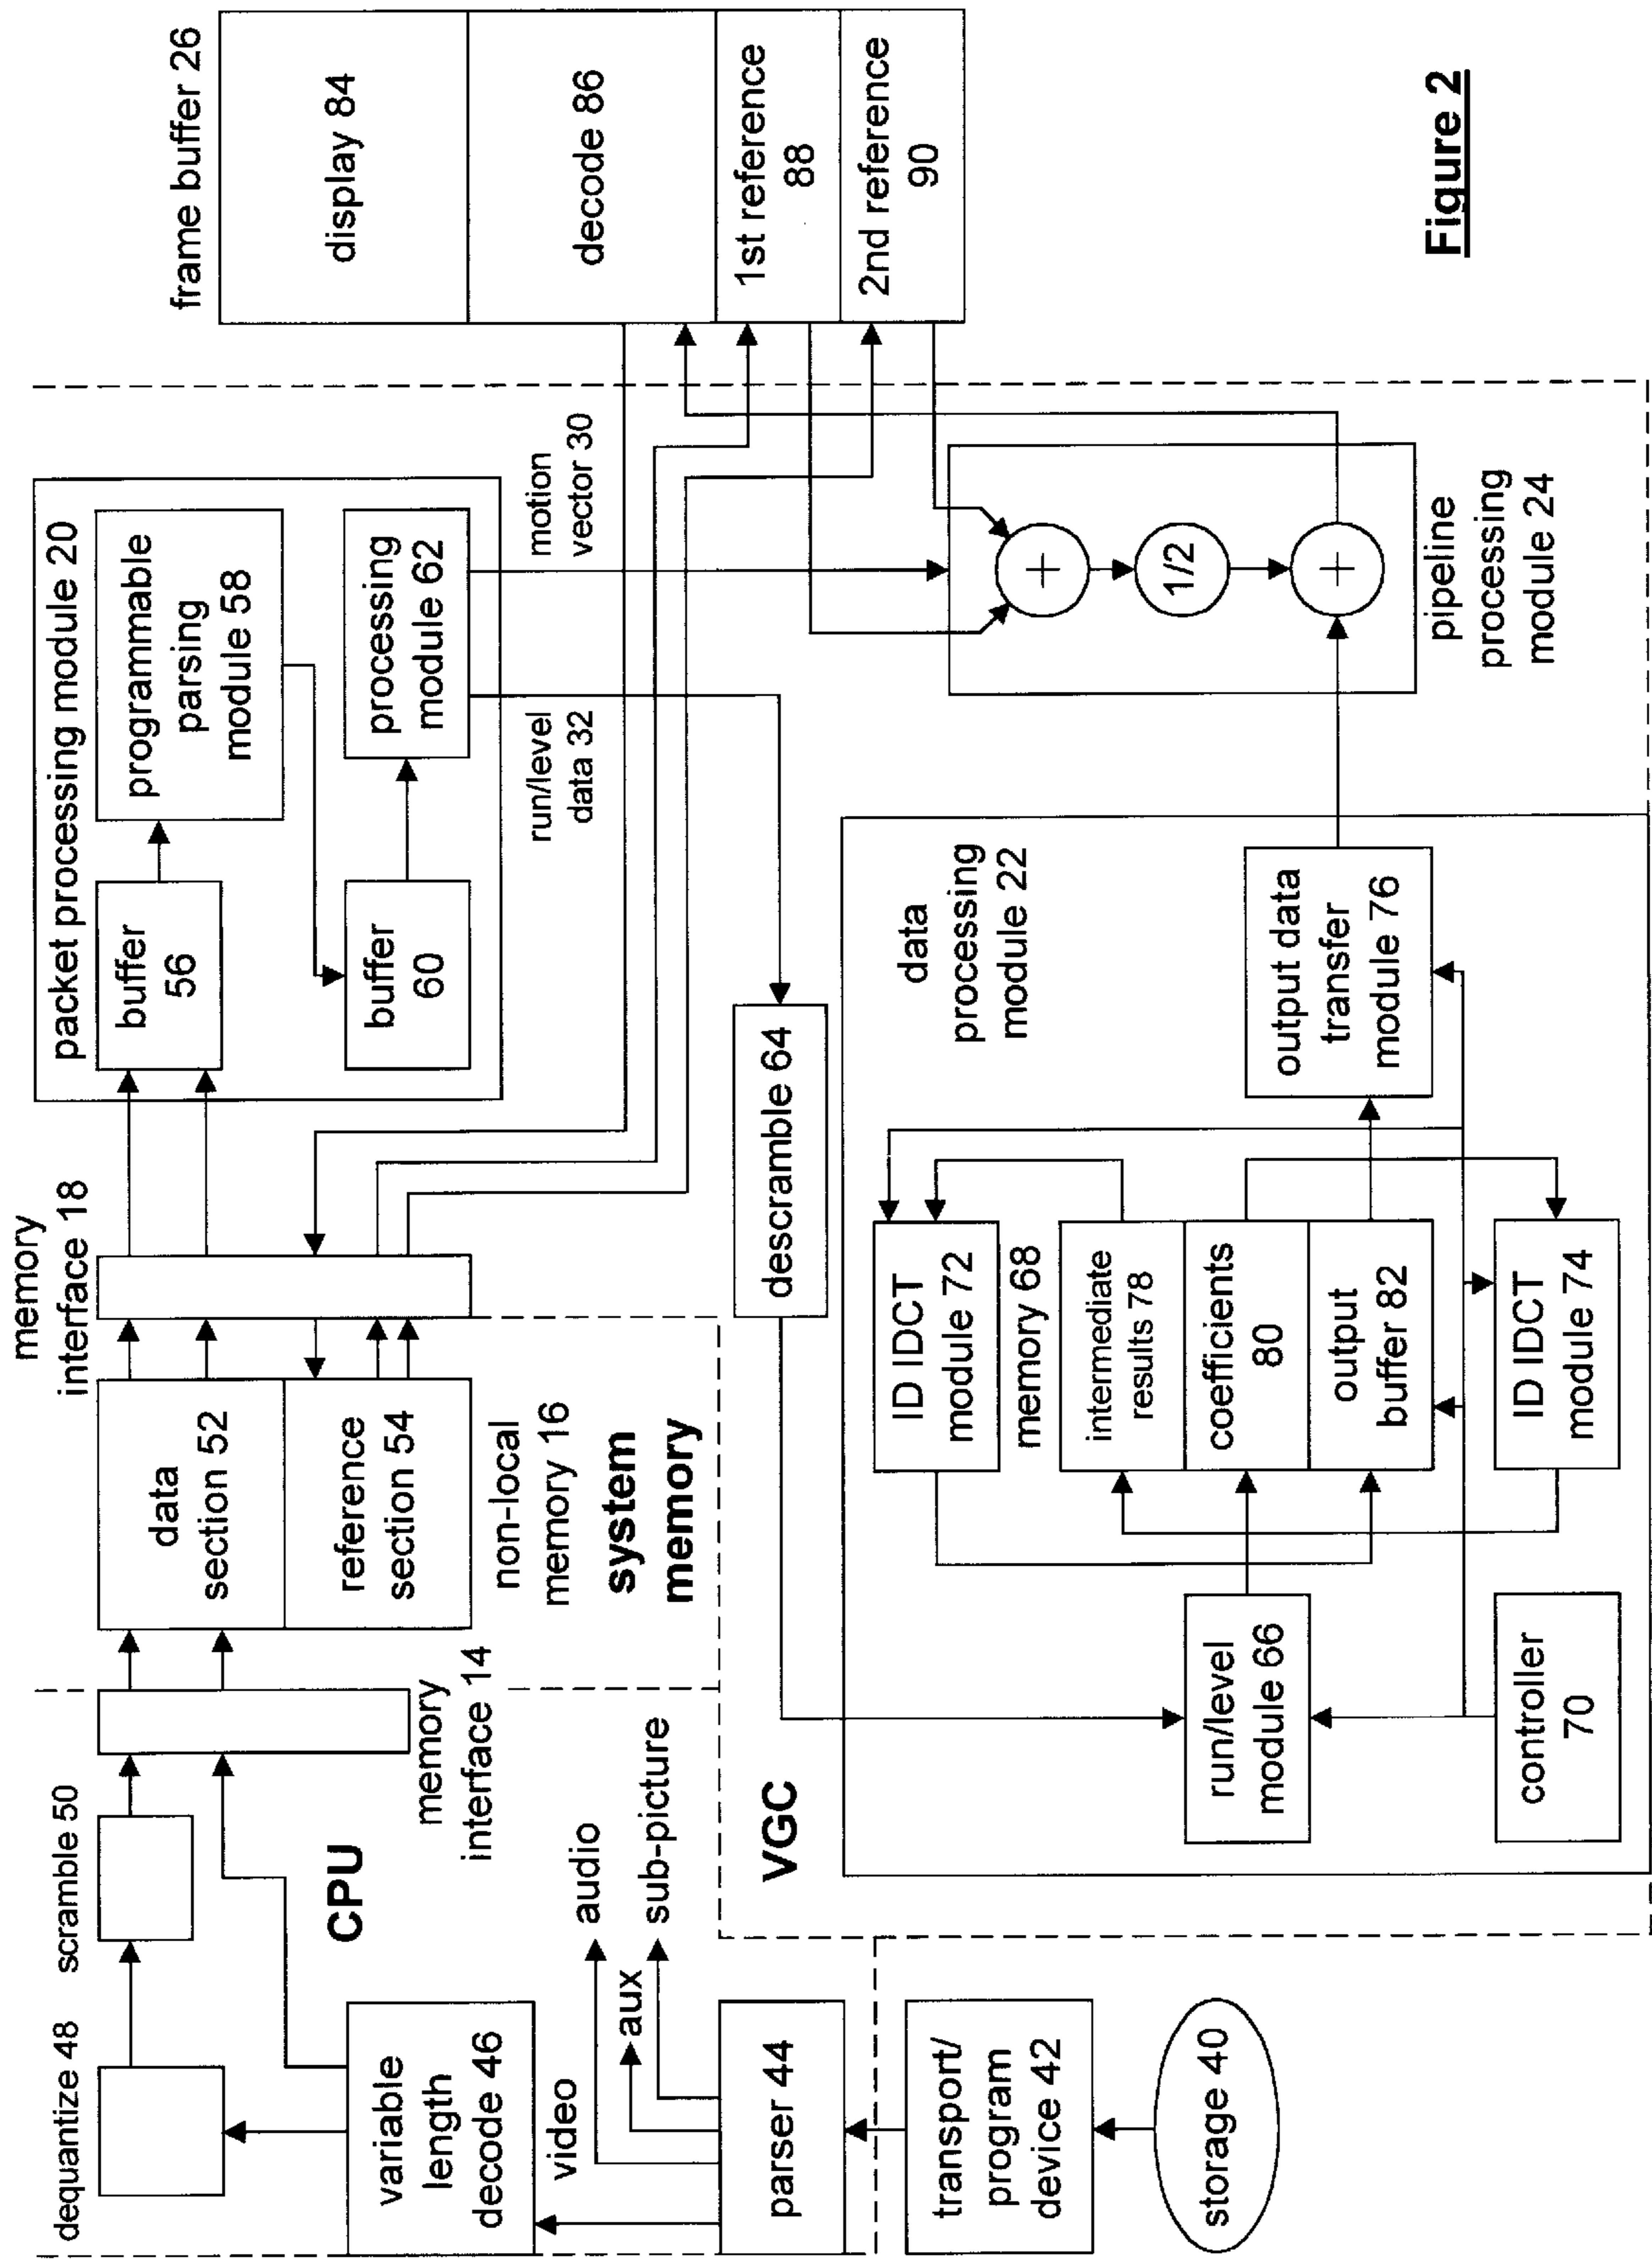 dequantize 48
scramble 50
memory
interface 18
packet processing module 20
frame buffer 26
buffer
56
programmable
parsing
module 58
buffer
60
processing
module 62
data
section 52
reference
section 54
non-local
memory 16
system
memory
memory
interface 14
CPU
variable
length
decode 46
video
audio
aux
sub-picture
parser 44
transport/
program
device 42
storage 40
VGC
run/level
data 32
motion
vector 30
display 84
decode 86
1st reference
88
2nd reference
90
descramble 64
data
processing
module 22
ID IDCT
module 72
memory 68
intermediate
results 78
coefficients
80
output
buffer 82
ID IDCT
module 74
run/level
module 66
controller
70
output data
transfer
module 76
+
1/2
+
pipeline
processing
module 24
Figure 2